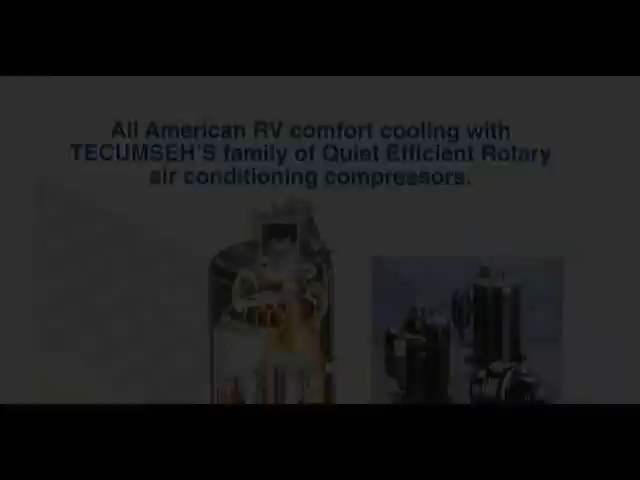 All American RV comfort cooling with
TECUMSEH'S family of Quiet Efficient Rotary
air conditioning compressors.